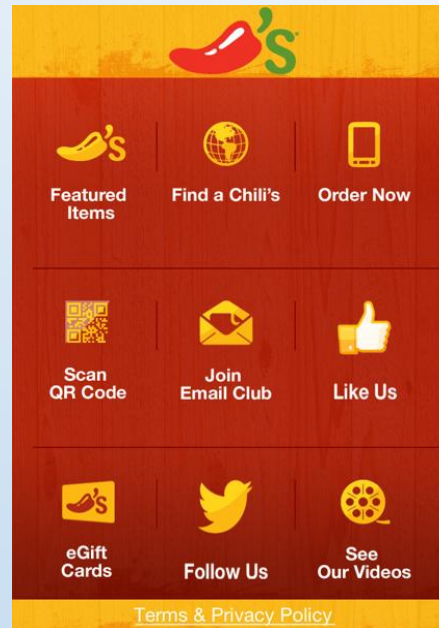 's
's
Featured
Items
Find a Chili's
Order Now
Scan
QR Code
Join
Email Club
Like Us
's
eGift
Cards
Follow Us
See
Our Videos
Terms & Privacy Policy